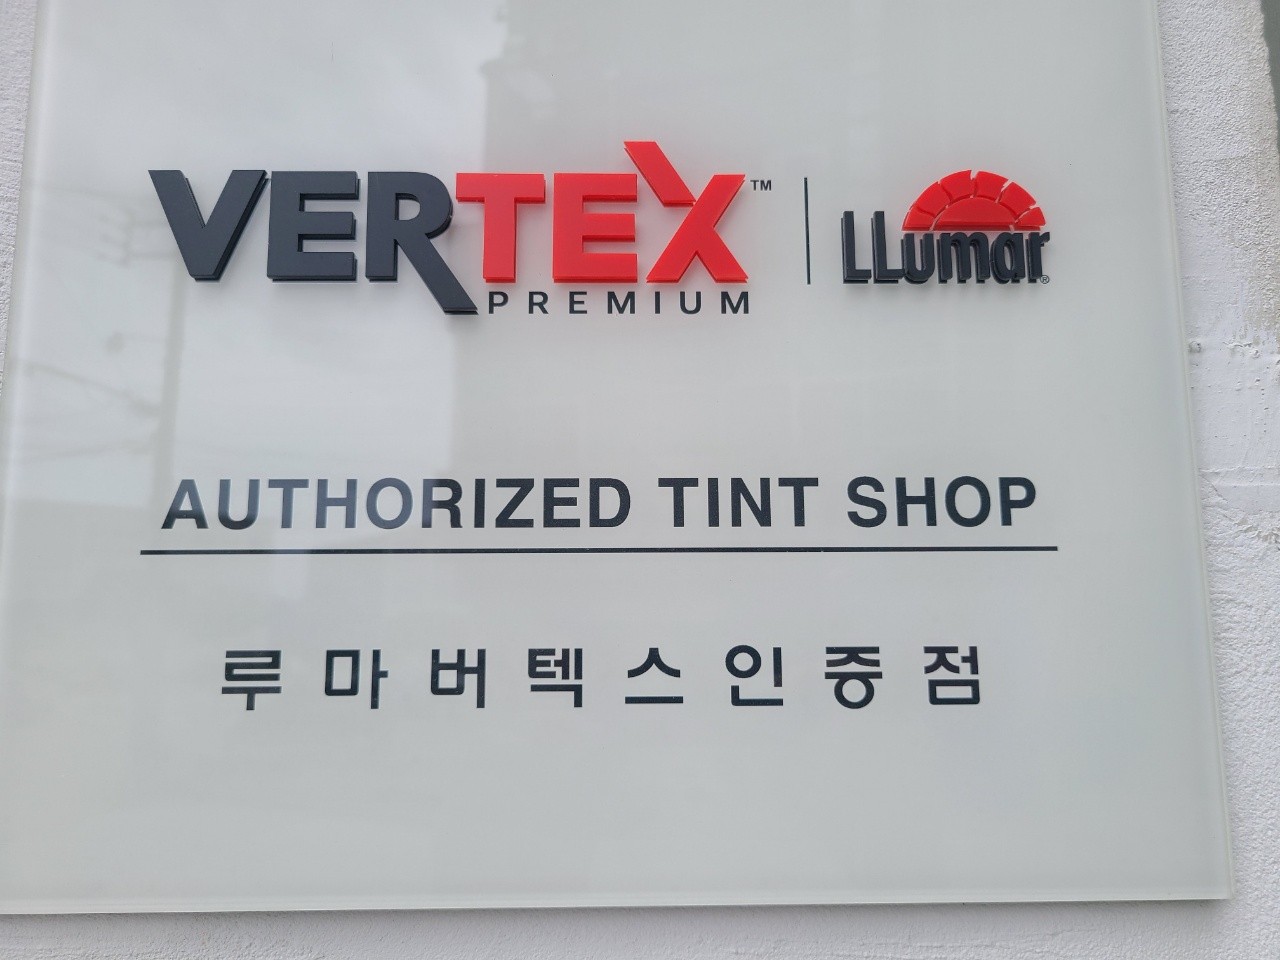 VERTEX™ | LLumar®
PREMIUM
AUTHORIZED TINT SHOP
루마버텍스인증점